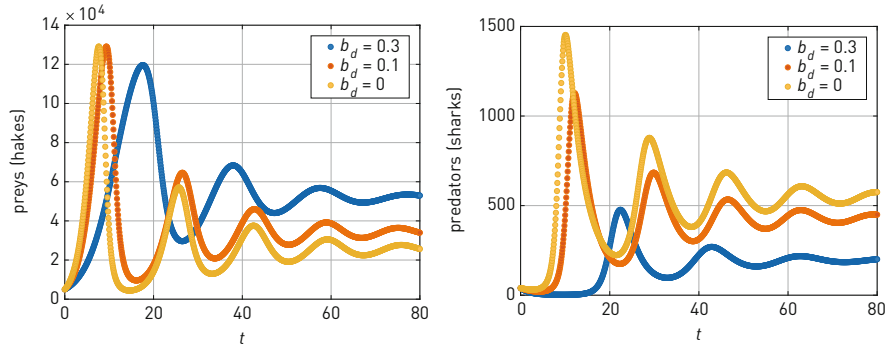 14 × 10⁴
12
10
8
6
4
2
0
0 20 40 60 80
preys (hakes)
t
b_d = 0.3
b_d = 0.1
b_d = 0
1500
1000
500
0
0 20 40 60 80
predators (sharks)
t
b_d = 0.3
b_d = 0.1
b_d = 0